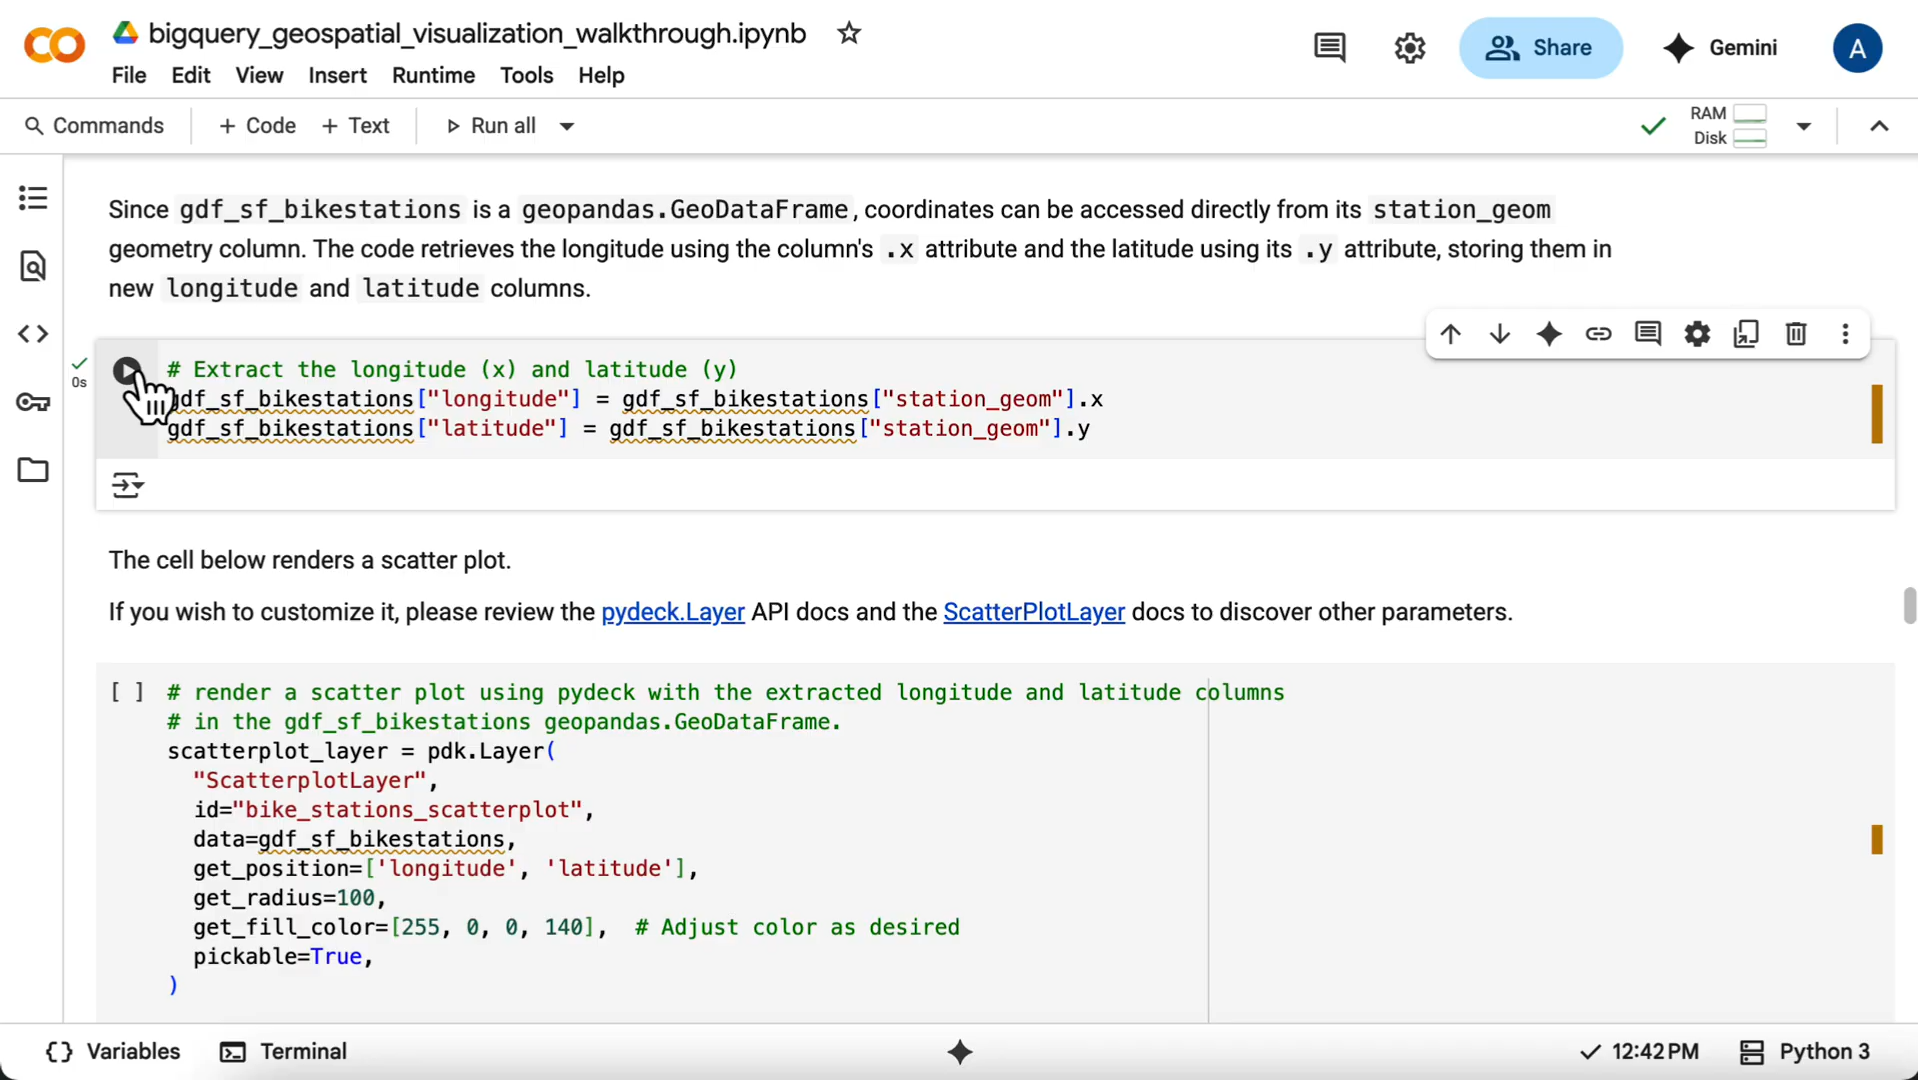 bigquery_geospatial_visualization_walkthrough.ipynb
File Edit View Insert Runtime Tools Help
Share
Gemini
A
Commands
+ Code + Text
Run all
RAM
Disk
Since gdf_sf_bikestations is a geopandas.GeoDataFrame, coordinates can be accessed directly from its station_geom
geometry column. The code retrieves the longitude using the column's .x attribute and the latitude using its .y attribute, storing them in
new longitude and latitude columns.
0s
# Extract the longitude (x) and latitude (y)
gdf_sf_bikestations["longitude"] = gdf_sf_bikestations["station_geom"].x
gdf_sf_bikestations["latitude"] = gdf_sf_bikestations["station_geom"].y
The cell below renders a scatter plot.
If you wish to customize it, please review the pydeck.Layer API docs and the ScatterPlotLayer docs to discover other parameters.
[ ] # render a scatter plot using pydeck with the extracted longitude and latitude columns
# in the gdf_sf_bikestations geopandas.GeoDataFrame.
scatterplot_layer = pdk.Layer(
"ScatterplotLayer",
id="bike_stations_scatterplot",
data=gdf_sf_bikestations,
get_position=['longitude', 'latitude'],
get_radius=100,
get_fill_color=[255, 0, 0, 140], # Adjust color as desired
pickable=True,
)
{} Variables
Terminal
12:42 PM
Python 3